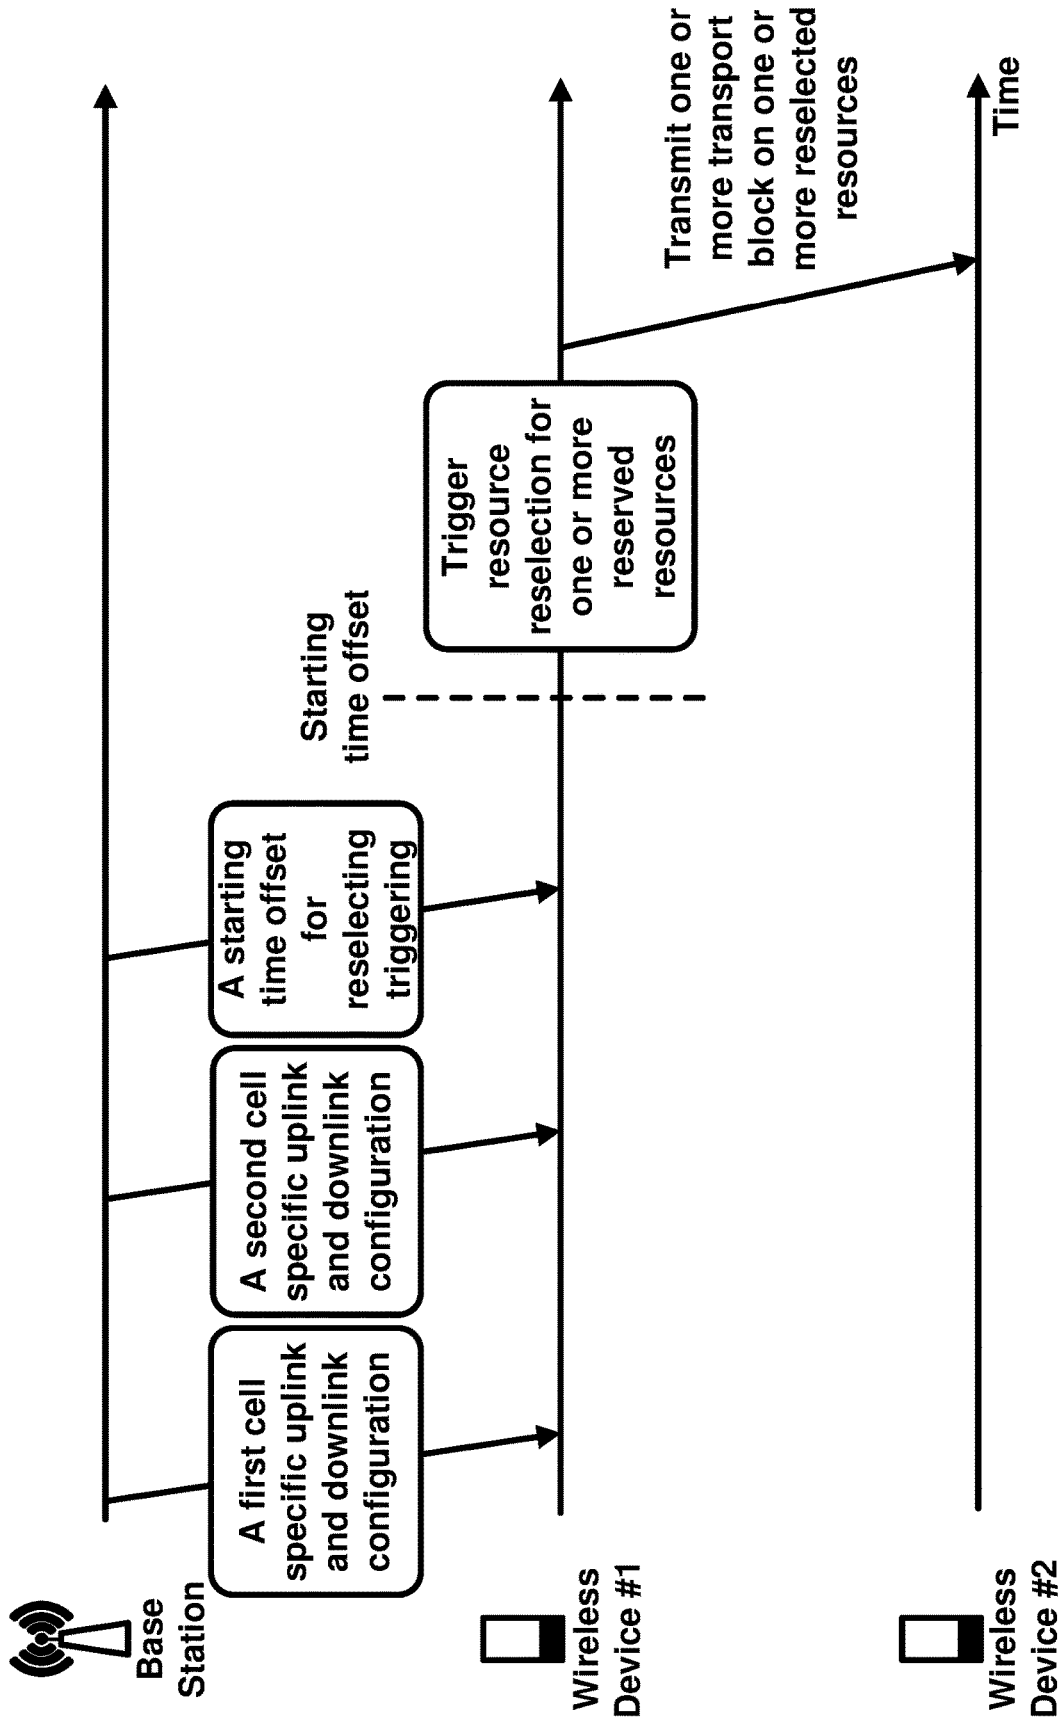 Base
Station
A first cell
specific uplink
and downlink
configuration
A second cell
specific uplink
and downlink
configuration
A starting
time offset
for
reselecting
triggering
Starting
time offset
Wireless
Device #1
Trigger
resource
reselection for
one or more
reserved
resources
Transmit one or
more transport
block on one or
more reselected
resources
Wireless
Device #2
Time